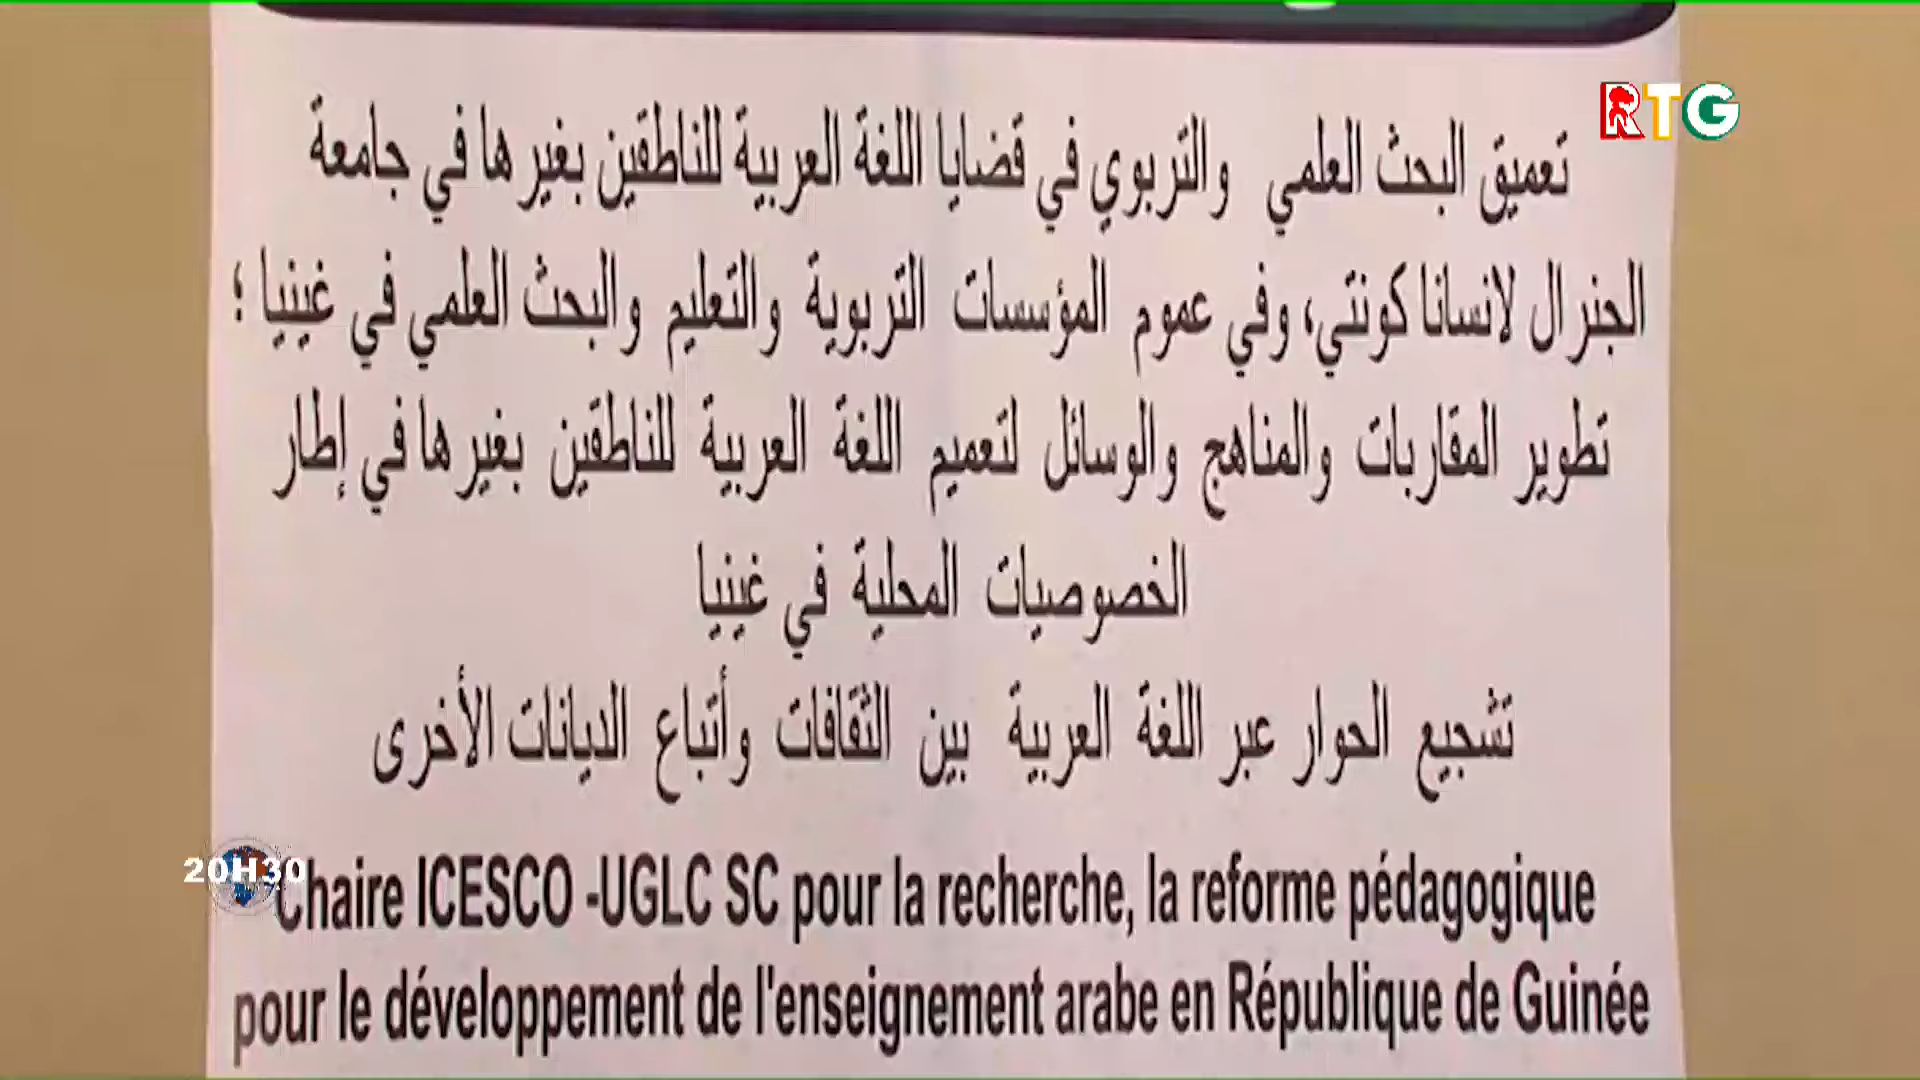 RTG
تعميق البحث العلمي والتربوي في قضايا اللغة العربية للناطقين بغيرها في جامعة
الجنرال لانسانا كونتي، وفي عموم المؤسسات التربوية والتعليم والبحث العلمي في غينيا ؛
تطوير المقاربات والمناهج والوسائل لتعميم اللغة العربية للناطقين بغيرها في إطار
الخصوصيات المحلية في غينيا
تشجيع الحوار عبر اللغة العربية بين الثقافات وأتباع الديانات الأخرى
20H30
Chaire ICESCO -UGLC SC pour la recherche, la reforme pédagogique
pour le développement de l'enseignement arabe en République de Guinée